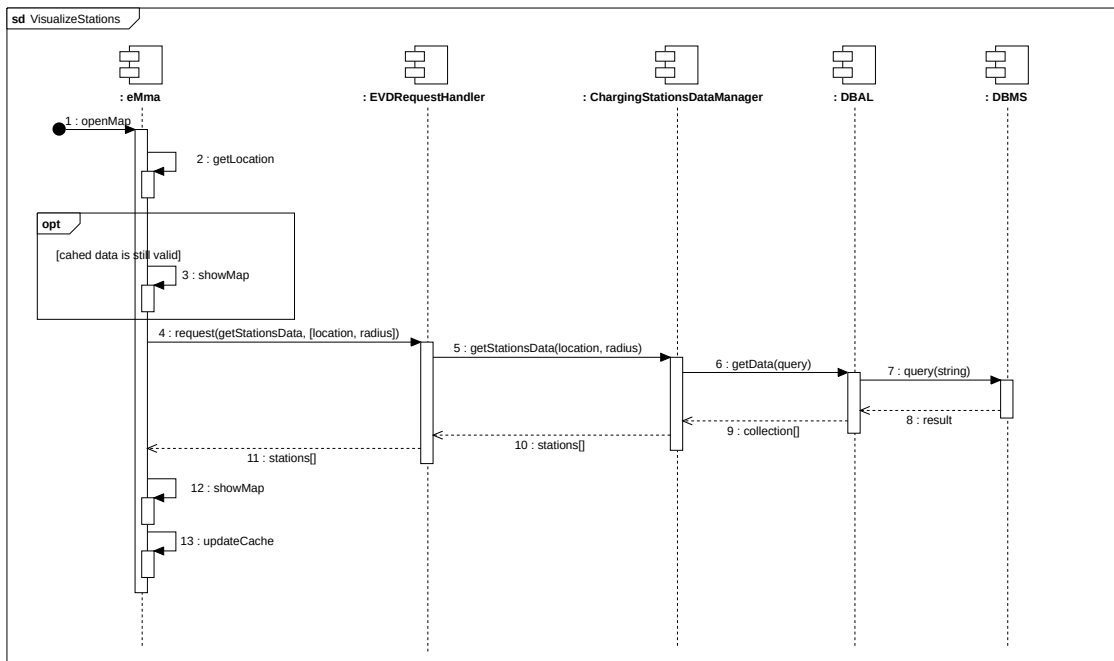 sd VisualizeStations
: eMma
: EVDRequestHandler
: ChargingStationsDataManager
: DBAL
: DBMS
1 : openMap
2 : getLocation
opt
[cahed data is still valid]
3 : showMap
4 : request(getStationsData, [location, radius])
5 : getStationsData(location, radius)
6 : getData(query)
7 : query(string)
8 : result
9 : collection[]
10 : stations[]
11 : stations[]
12 : showMap
13 : updateCache